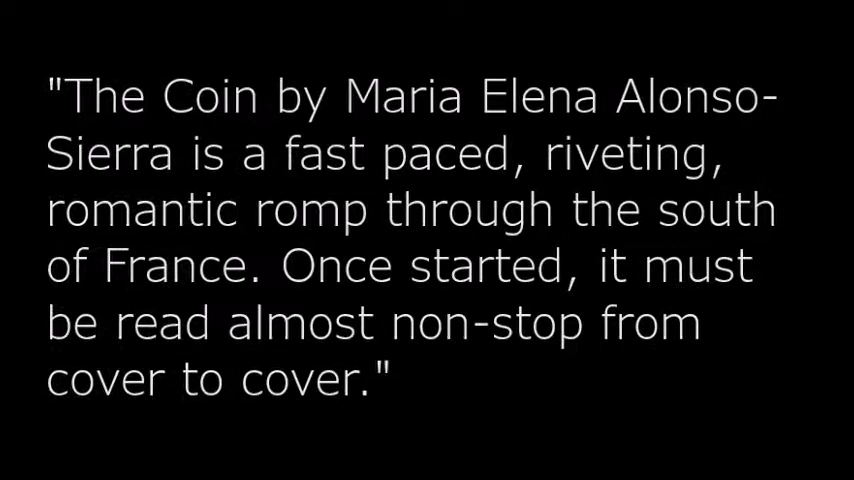 "The Coin by Maria Elena Alonso-
Sierra is a fast paced, riveting,
romantic romp through the south
of France. Once started, it must
be read almost non-stop from
cover to cover."